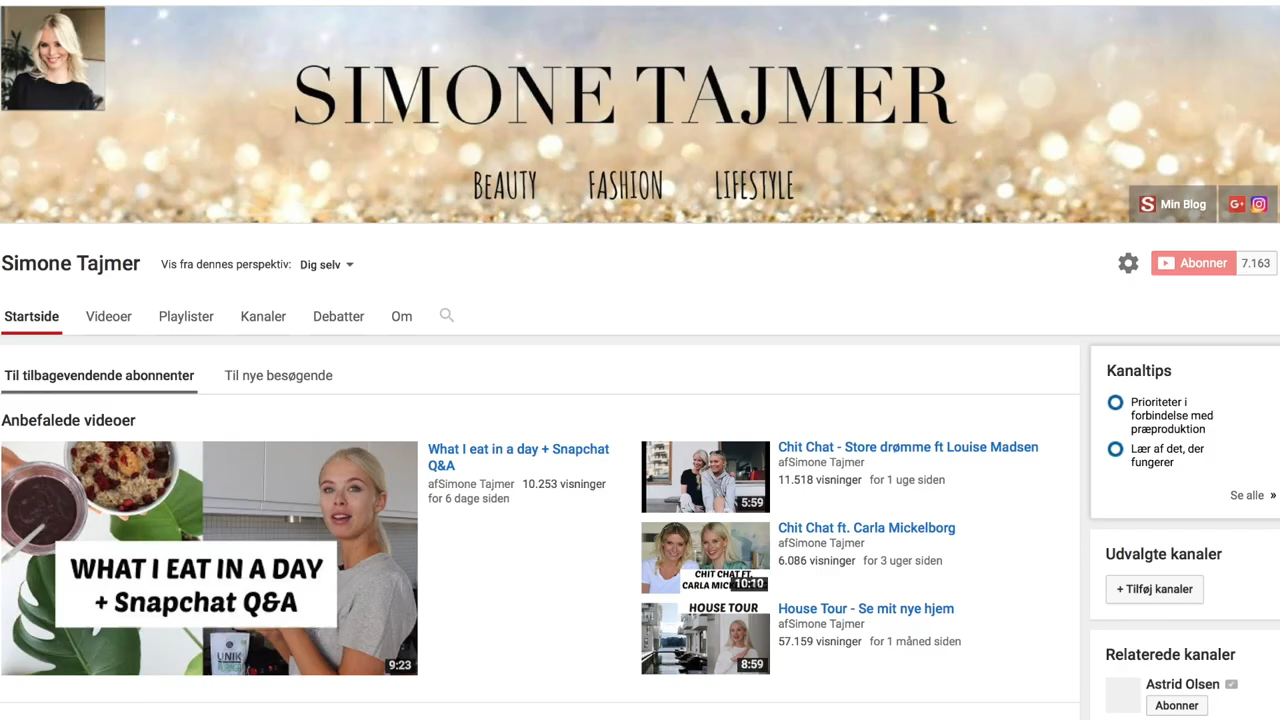 SIMONE TAJMER
BEAUTY FASHION LIFESTYLE
S Min Blog G+
Simone Tajmer Vis fra dennes perspektiv: Dig selv
Abonner 7.163
Startside Videoer Playlister Kanaler Debatter Om
Til tilbagevendende abonnenter Til nye besøgende
Anbefalede videoer
WHAT I EAT IN A DAY
+ Snapchat Q&A
UNIK
9:23
What I eat in a day + Snapchat
Q&A
afSimone Tajmer 10.253 visninger
for 6 dage siden
5:59
Chit Chat - Store drømme ft Louise Madsen
afSimone Tajmer
11.518 visninger for 1 uge siden
CHIT CHAT FT.
CARLA
10:10
Chit Chat ft. Carla Mickelborg
afSimone Tajmer
6.086 visninger for 3 uger siden
HOUSE TOUR
8:59
House Tour - Se mit nye hjem
afSimone Tajmer
57.159 visninger for 1 måned siden
Kanaltips
Prioriteter i
forbindelse med
præproduktion
Lær af det, der
fungerer
Se alle »
Udvalgte kanaler
+ Tilføj kanaler
Relaterede kanaler
Astrid Olsen
Abonner